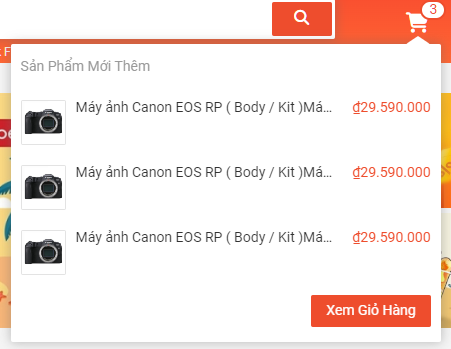 3
Sản Phẩm Mới Thêm
Máy ảnh Canon EOS RP ( Body / Kit )Má... ₫29.590.000
Máy ảnh Canon EOS RP ( Body / Kit )Má... ₫29.590.000
Máy ảnh Canon EOS RP ( Body / Kit )Má... ₫29.590.000
Xem Giỏ Hàng